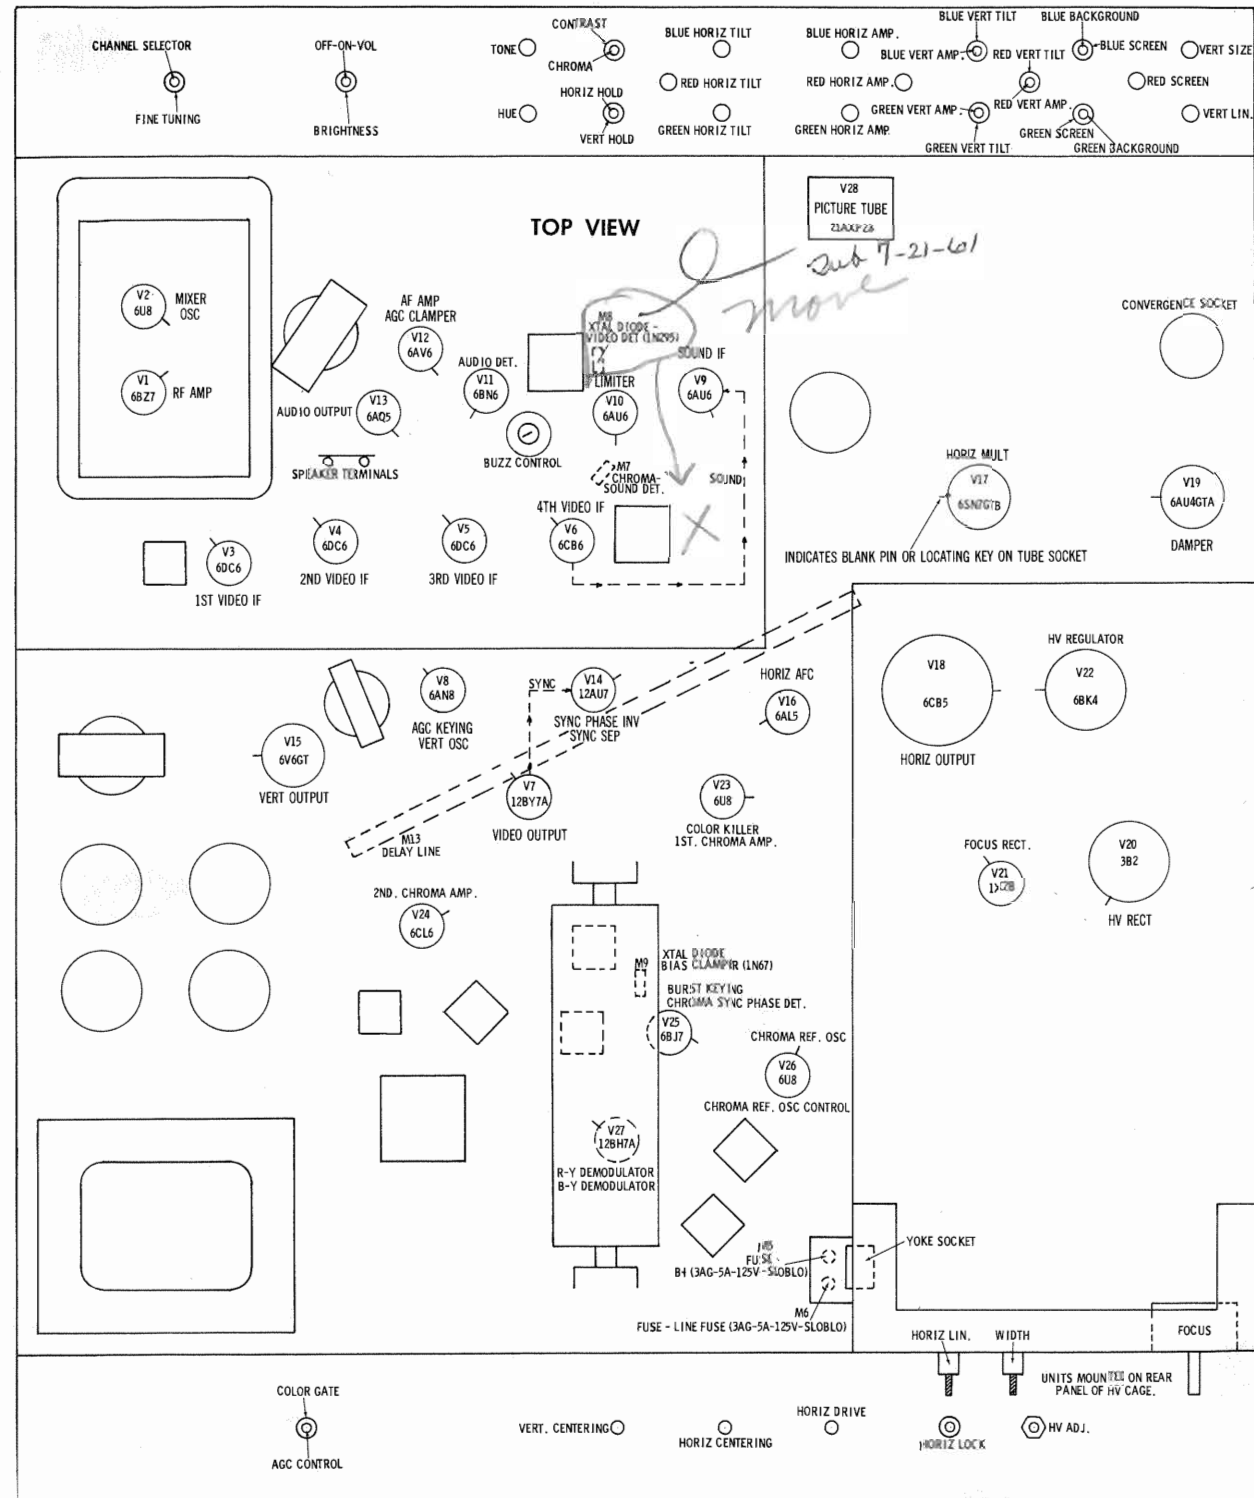 CHANNEL SELECTOR
FINE TUNING
OFF-ON-VOL
BRIGHTNESS
TONE
HUE
CONTRAST
CHROMA
HORIZ HOLD
VERT HOLD
BLUE HORIZ TILT
RED HORIZ TILT
GREEN HORIZ TILT
BLUE HORIZ AMP.
RED HORIZ AMP.
GREEN HORIZ AMP.
BLUE VERT TILT
BLUE VERT AMP.
GREEN VERT AMP.
GREEN VERT TILT
RED VERT TILT
RED VERT AMP.
BLUE BACKGROUND
BLUE SCREEN
RED SCREEN
GREEN SCREEN
GREEN BACKGROUND
VERT SIZE
VERT LIN.
TOP VIEW
V28
PICTURE TUBE
21AXP22
Sub 7-21-61
move
V2
6U8
MIXER
OSC
V1
6BZ7
RF AMP
AF AMP
AGC CLAMPER
V12
6AV6
AUDIO DET.
V11
6BN6
V13
6AQ5
AUDIO OUTPUT
SPEAKER TERMINALS
BUZZ CONTROL
M8
XTAL DIODE -
VIDEO DET (1N295)
LIMITER
V10
6AU6
SOUND IF
V9
6AU6
M7
CHROMA-
SOUND DET.
SOUND
X
4TH VIDEO IF
V6
6CB6
V5
6DC6
3RD VIDEO IF
V4
6DC6
2ND VIDEO IF
V3
6DC6
1ST VIDEO IF
CONVERGENCE SOCKET
HORIZ MULT
V17
6SN7GTB
V19
6AU4GTA
DAMPER
INDICATES BLANK PIN OR LOCATING KEY ON TUBE SOCKET
V8
6AN8
AGC KEYING
VERT OSC
SYNC
V14
12AU7
SYNC PHASE INV
SYNC SEP
HORIZ AFC
V16
6AL5
V15
6V6GT
VERT OUTPUT
V7
12BY7A
VIDEO OUTPUT
V23
6U8
COLOR KILLER
1ST. CHROMA AMP.
M13
DELAY LINE
V18
6CB5
HORIZ OUTPUT
HV REGULATOR
V22
6BK4
FOCUS RECT.
V21
V20
3B2
HV RECT
2ND. CHROMA AMP.
V24
6CL6
M9
XTAL DIODE
BIAS CLAMPER (1N67)
BURST KEYING
CHROMA SYNC PHASE DET.
V25
6BJ7
CHROMA REF. OSC
V26
6U8
CHROMA REF. OSC CONTROL
V27
12BH7A
R-Y DEMODULATOR
B-Y DEMODULATOR
M5
FUSE -
B+ (3AG-5A-125V-SLOBLO)
M6
FUSE - LINE FUSE (3AG-5A-125V-SLOBLO)
YOKE SOCKET
FOCUS
HORIZ LIN.
WIDTH
UNITS MOUNTED ON REAR
PANEL OF HV CAGE.
COLOR GATE
AGC CONTROL
VERT. CENTERING
HORIZ CENTERING
HORIZ DRIVE
HORIZ LOCK
HV ADJ.